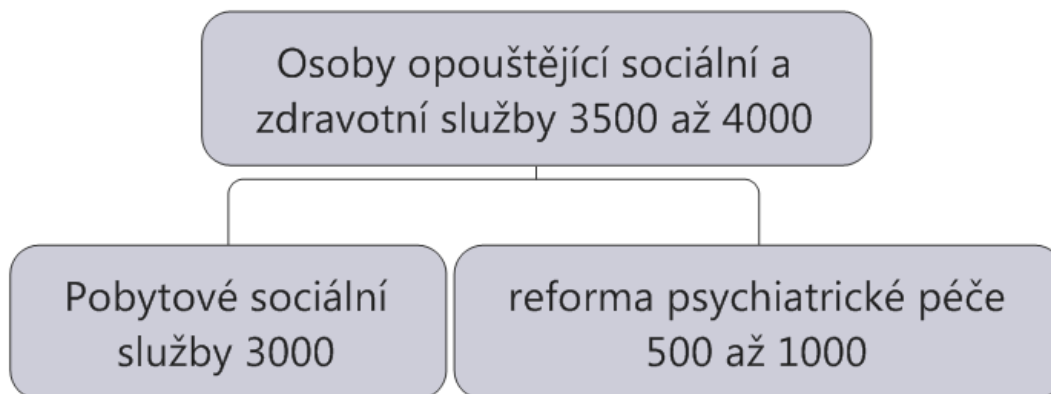 Osoby opouštějící sociální a
zdravotní služby 3500 až 4000
Pobytové sociální
služby 3000
reforma psychiatrické péče
500 až 1000